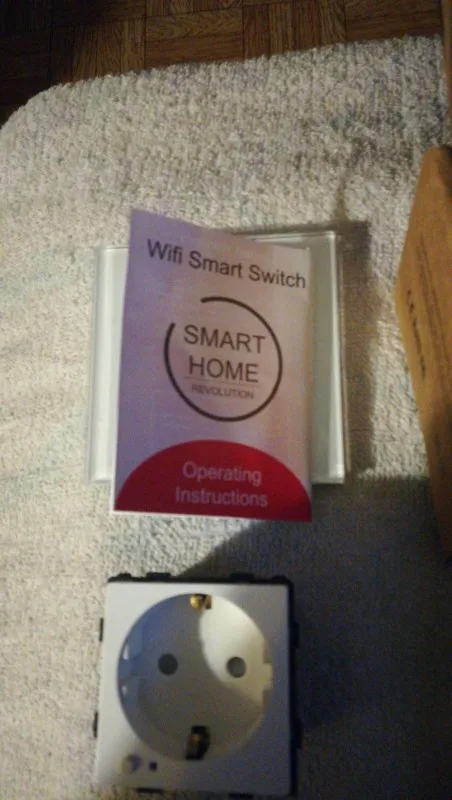 Wifi Smart Switch
SMART
HOME
REVOLUTION
Operating
Instructions